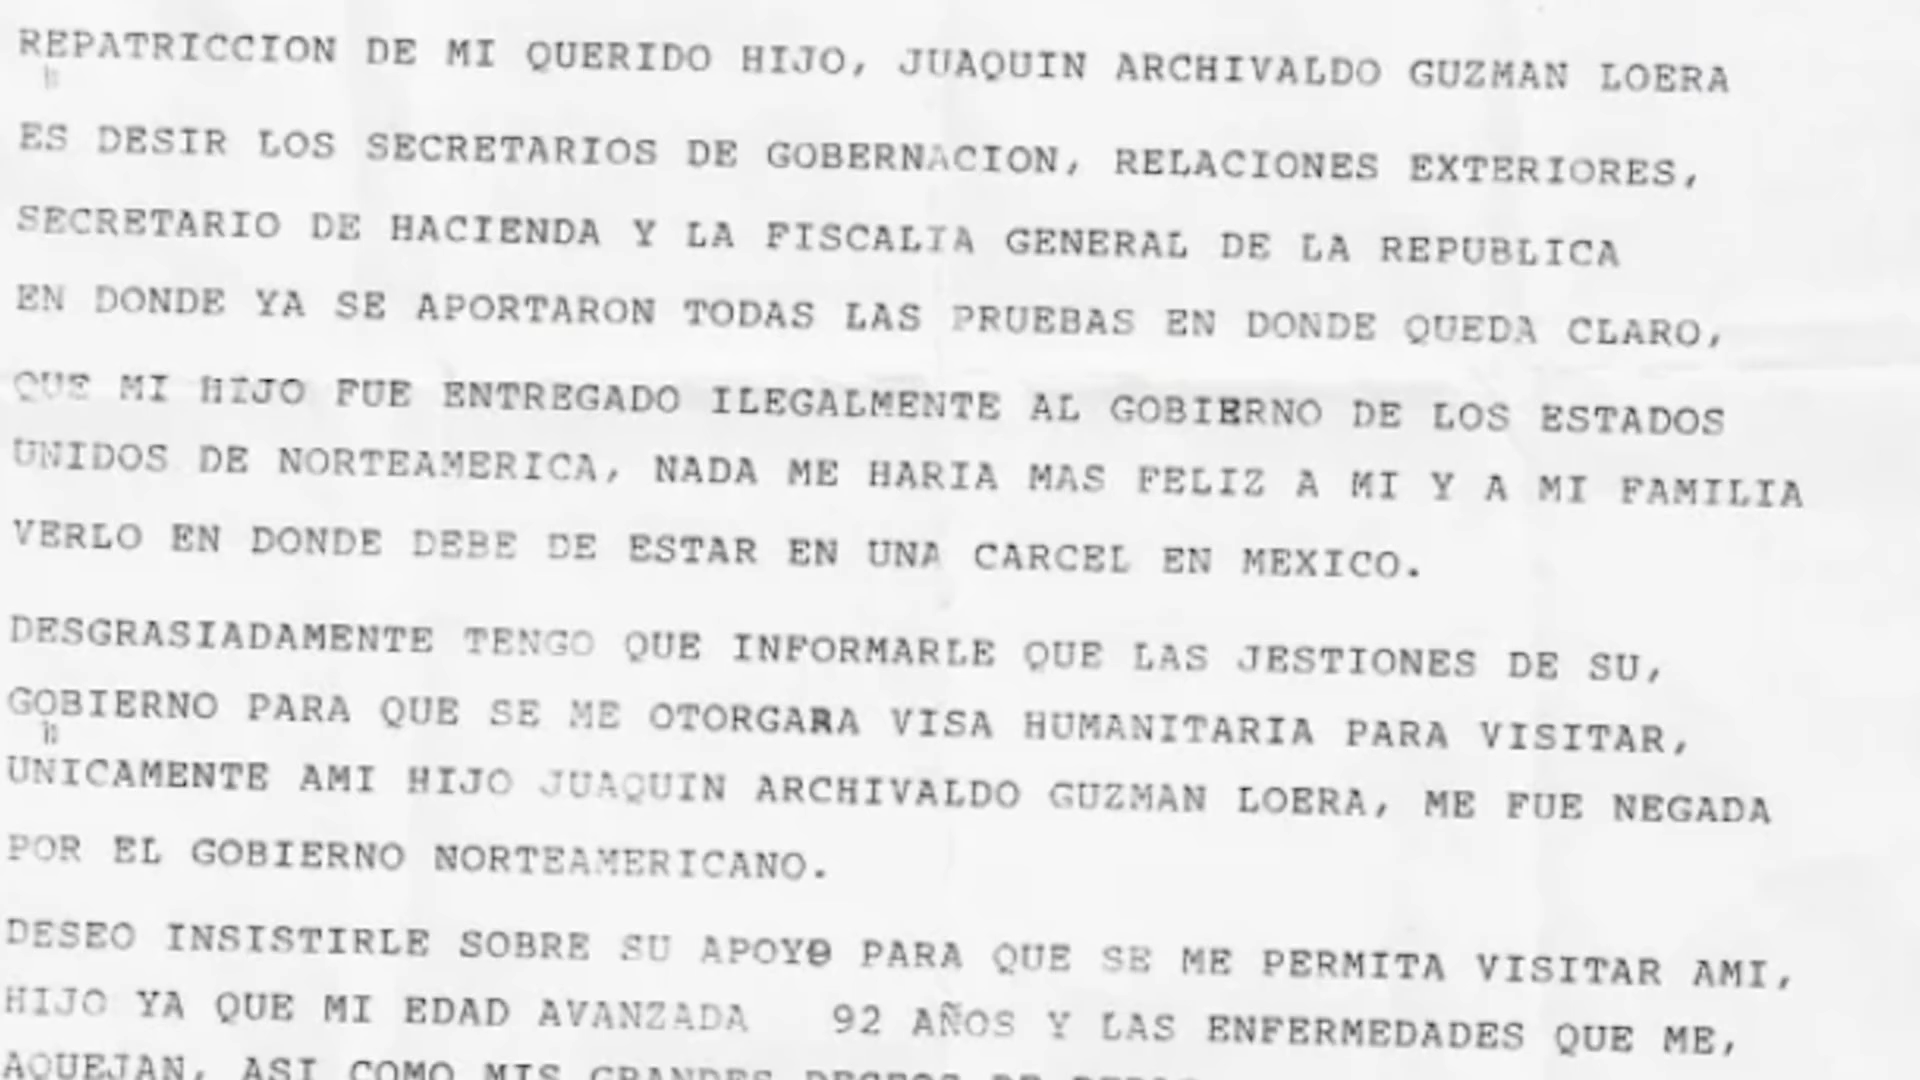 REPATRICCION DE MI QUERIDO HIJO, JUAQUIN ARCHIVALDO GUZMAN LOERA
ES DESIR LOS SECRETARIOS DE GOBERNACION, RELACIONES EXTERIORES,
SECRETARIO DE HACIENDA Y LA FISCALIA GENERAL DE LA REPUBLICA
EN DONDE YA SE APORTARON TODAS LAS PRUEBAS EN DONDE QUEDA CLARO,
QUE MI HIJO FUE ENTREGADO ILEGALMENTE AL GOBIERNO DE LOS ESTADOS
UNIDOS DE NORTEAMERICA, NADA ME HARIA MAS FELIZ A MI Y A MI FAMILIA
VERLO EN DONDE DEBE DE ESTAR EN UNA CARCEL EN MEXICO.
DESGRASIADAMENTE TENGO QUE INFORMARLE QUE LAS JESTIONES DE SU,
GOBIERNO PARA QUE SE ME OTORGARA VISA HUMANITARIA PARA VISITAR,
UNICAMENTE AMI HIJO JUAQUIN ARCHIVALDO GUZMAN LOERA, ME FUE NEGADA
POR EL GOBIERNO NORTEAMERICANO.
DESEO INSISTIRLE SOBRE SU APOYO PARA QUE SE ME PERMITA VISITAR AMI,
HIJO YA QUE MI EDAD AVANZADA 92 AÑOS Y LAS ENFERMEDADES QUE ME,
AQUEJAN, ASI COMO MIS GRANDES DESEOS DE